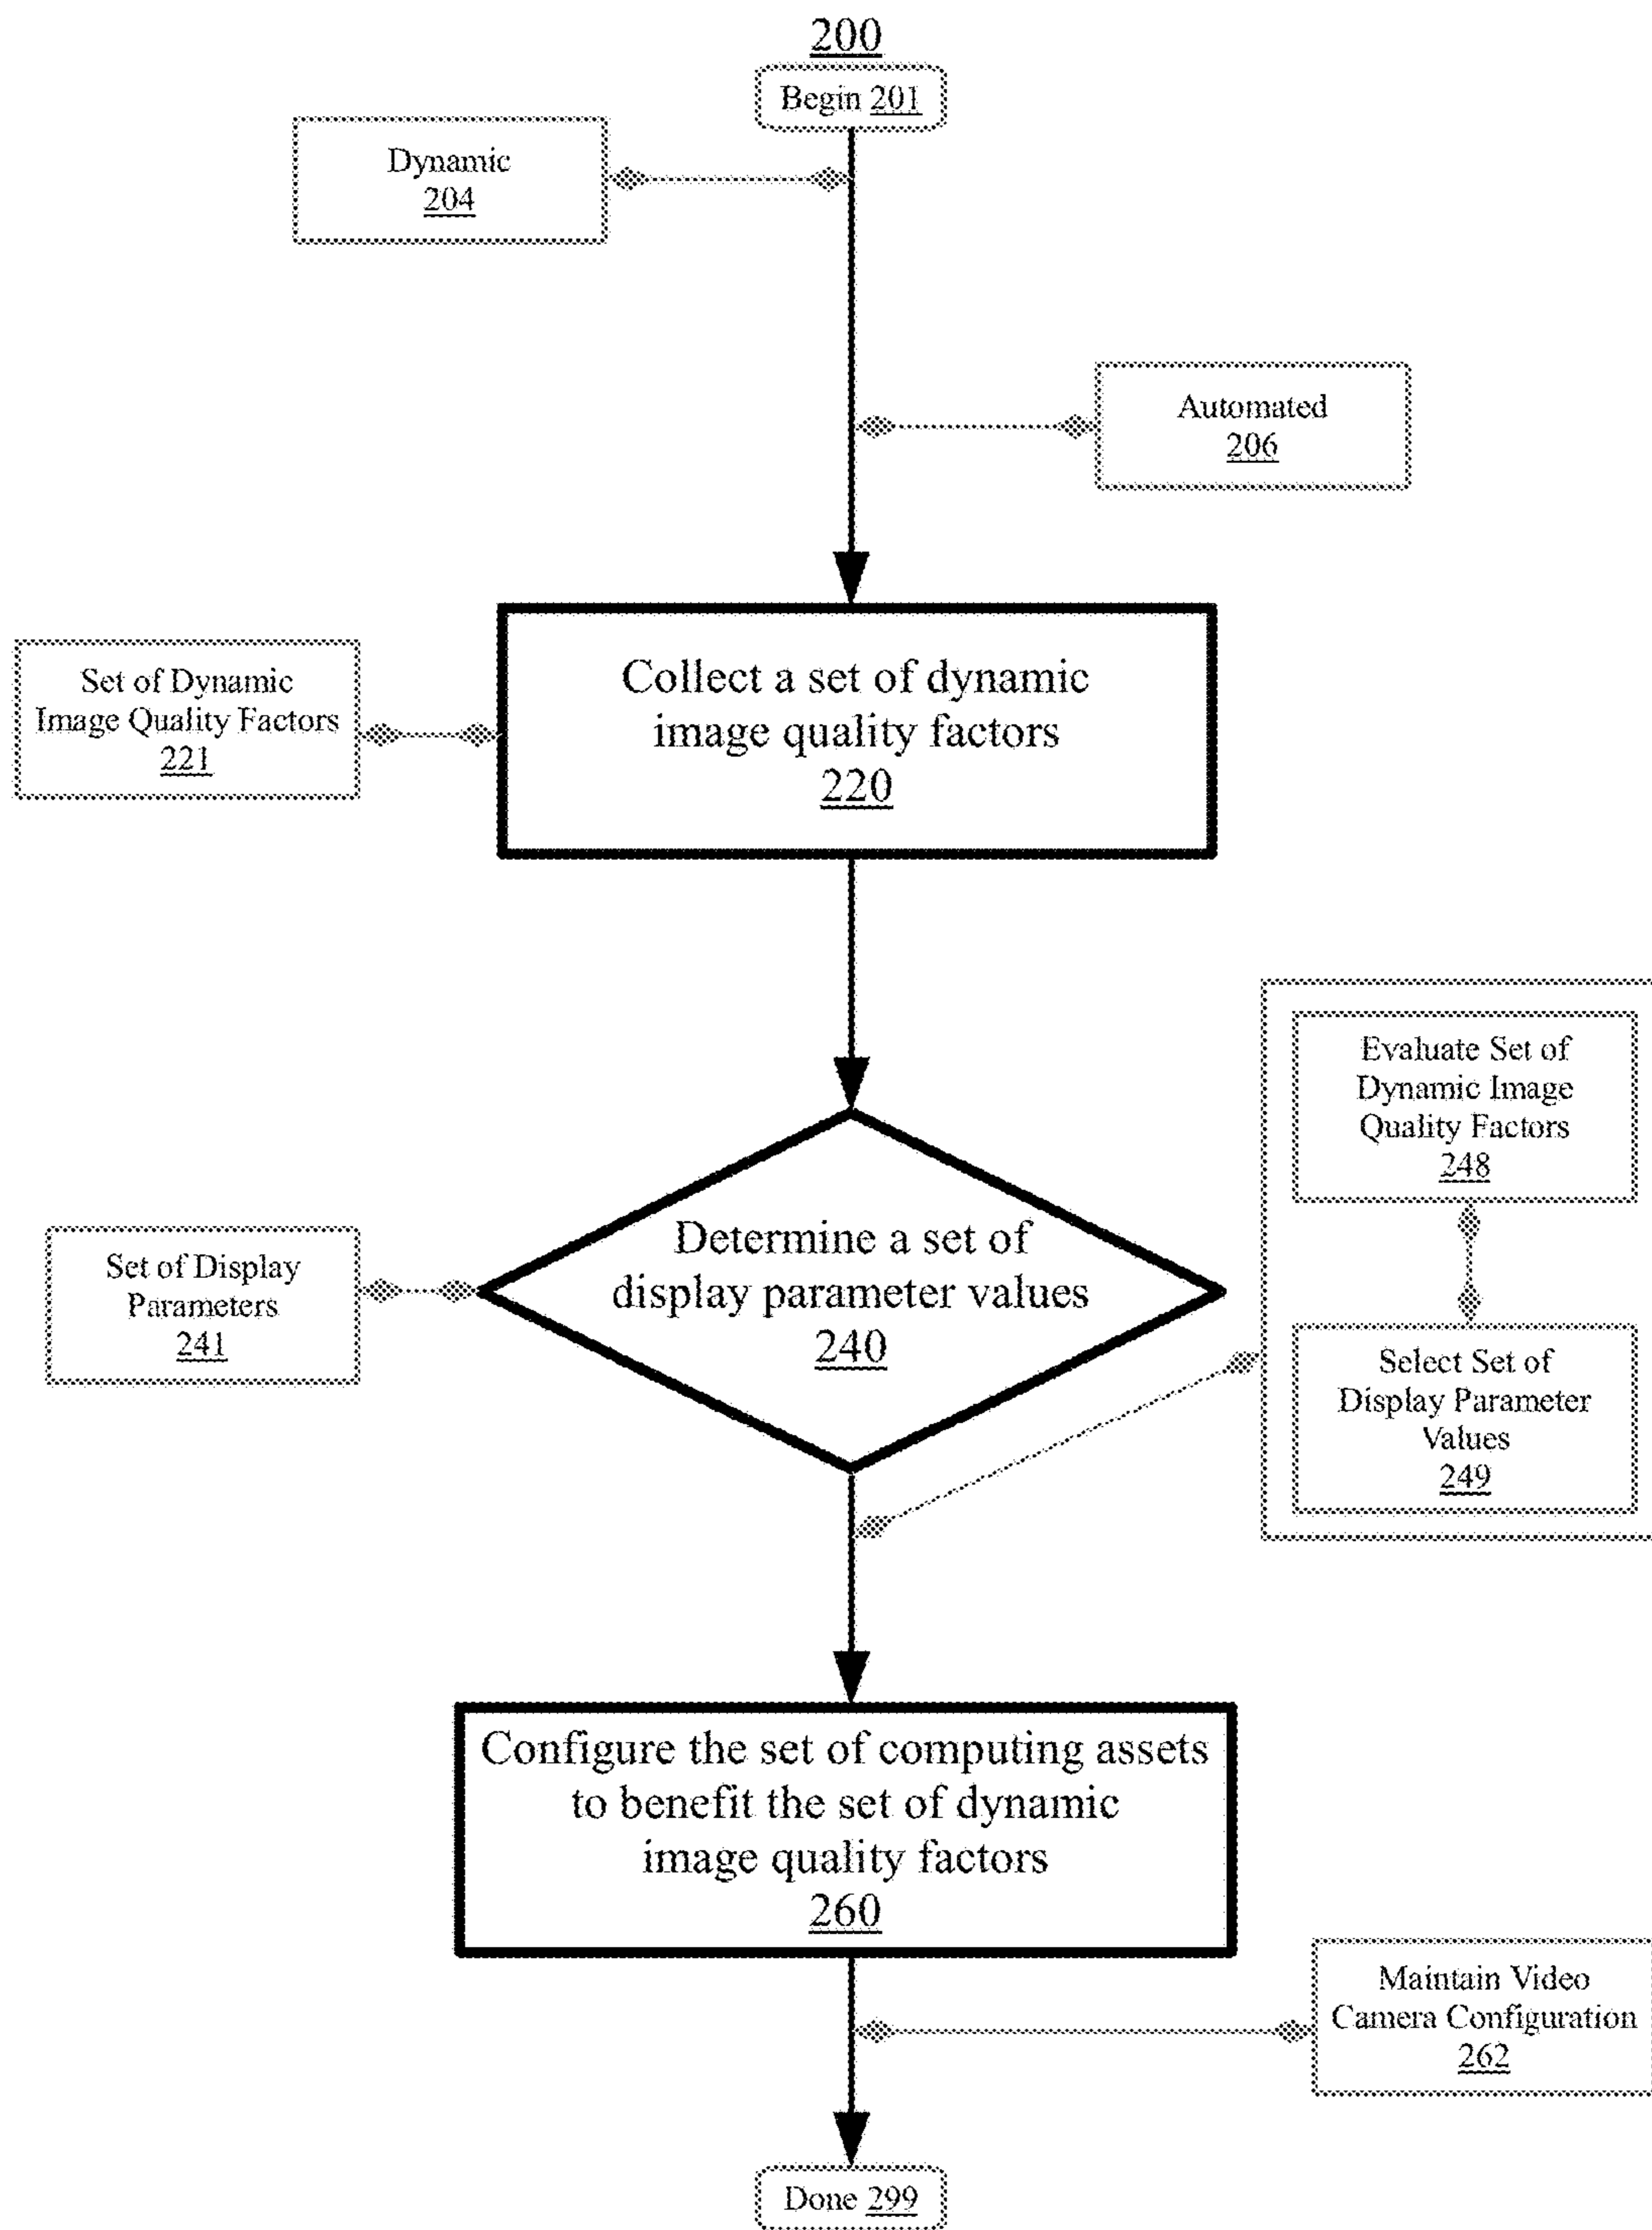 200
Begin 201
Dynamic
204
Automated
206
Collect a set of dynamic
image quality factors
220
Set of Dynamic
Image Quality Factors
221
Determine a set of
display parameter values
240
Set of Display
Parameters
241
Evaluate Set of
Dynamic Image
Quality Factors
248
Select Set of
Display Parameter
Values
249
Configure the set of computing assets
to benefit the set of dynamic
image quality factors
260
Maintain Video
Camera Configuration
262
Done 299